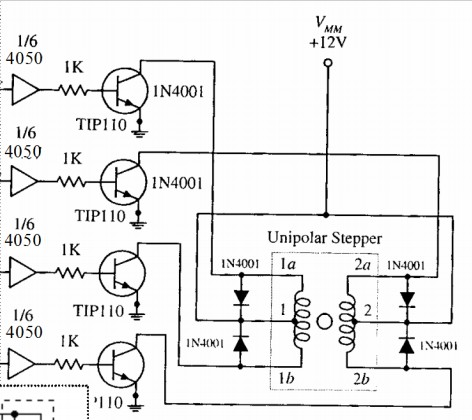 V_MM
+12V
1/6
4050
1K
1N4001
TIP110
1/6
4050
1K
1N4001
TIP110
1/6
4050
1K
TIP110
1/6
4050
1K
'110
Unipolar Stepper
1N4001
1a
2a
1N4001
1
2
1N4001
1N4001
1b
2b